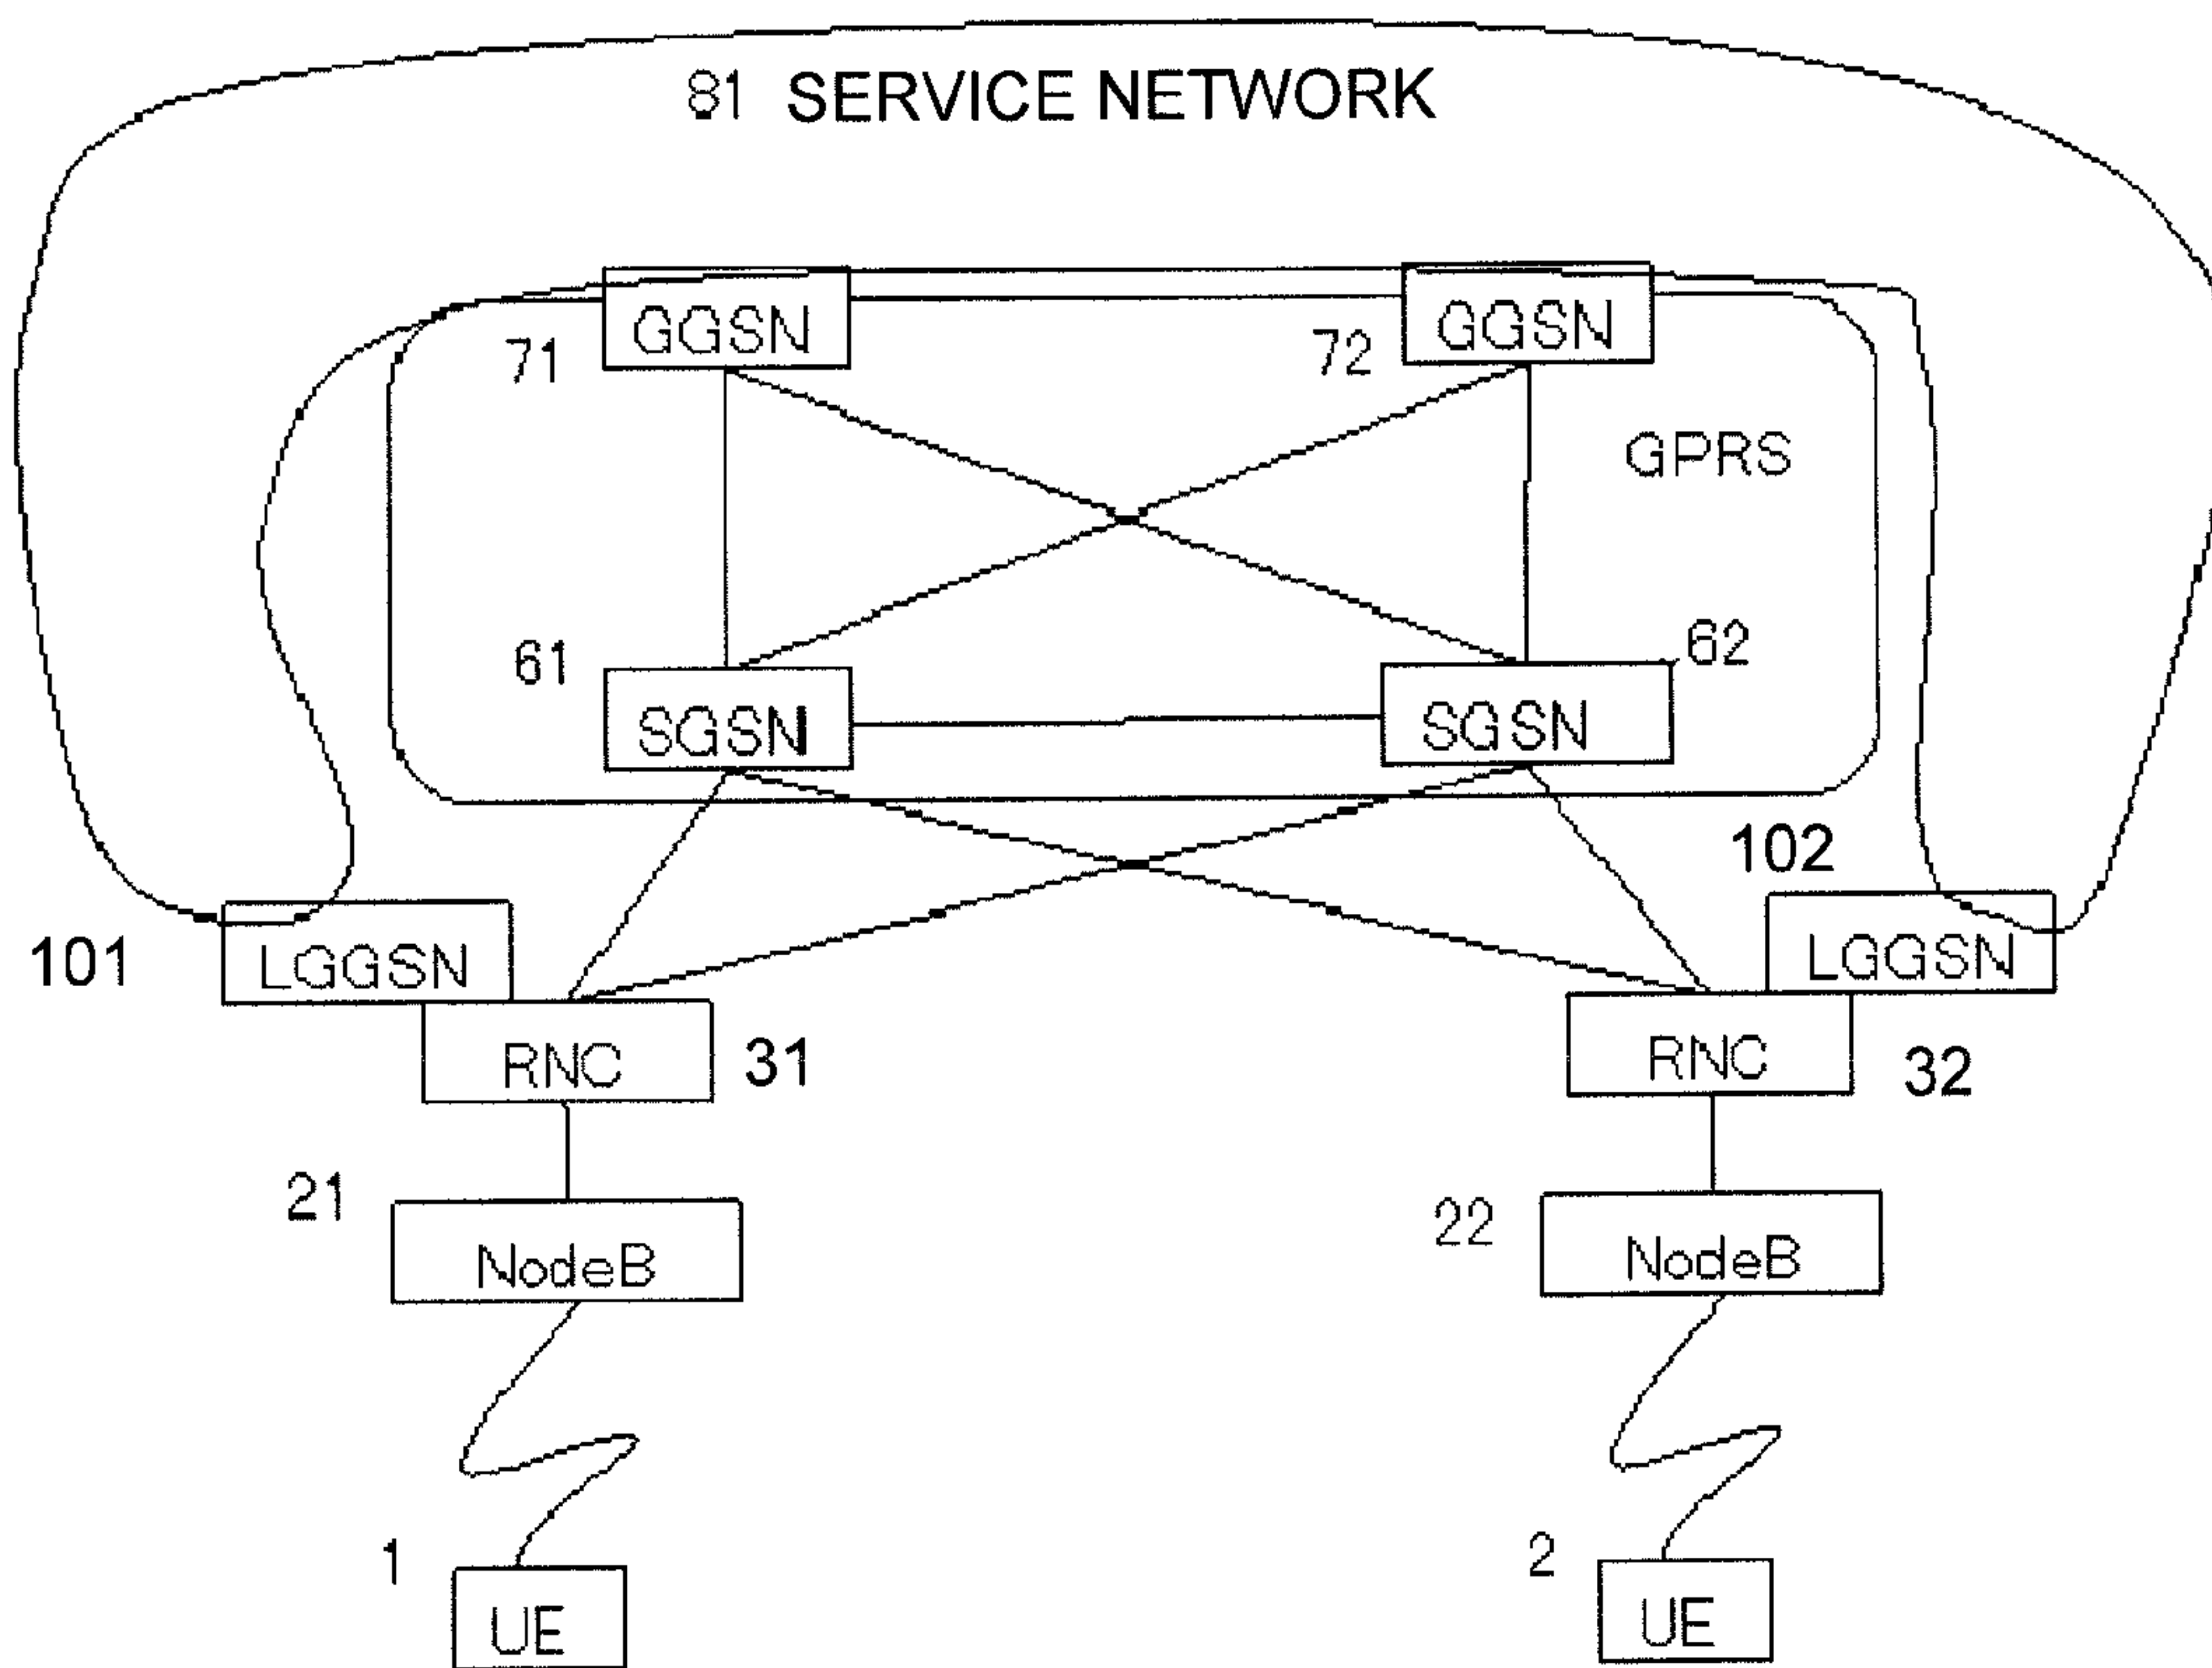 81 SERVICE NETWORK
GGSN
GGSN
71
72
GPRS
61
62
SGSN
SGSN
102
101
LGGSN
LGGSN
RNC
31
RNC
32
21
22
NodeB
NodeB
1
2
UE
UE